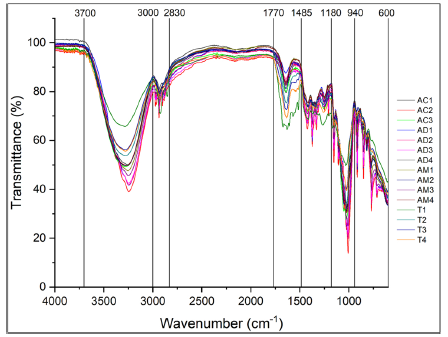 3700 3000 2830 1770 1485 1180 940 600
100
80
60
40
20
0
Transmittance (%)
4000 3500 3000 2500 2000 1500 1000
Wavenumber (cm⁻¹)
AC1
AC2
AC3
AD1
AD2
AD3
AD4
AM1
AM2
AM3
AM4
T1
T2
T3
T4